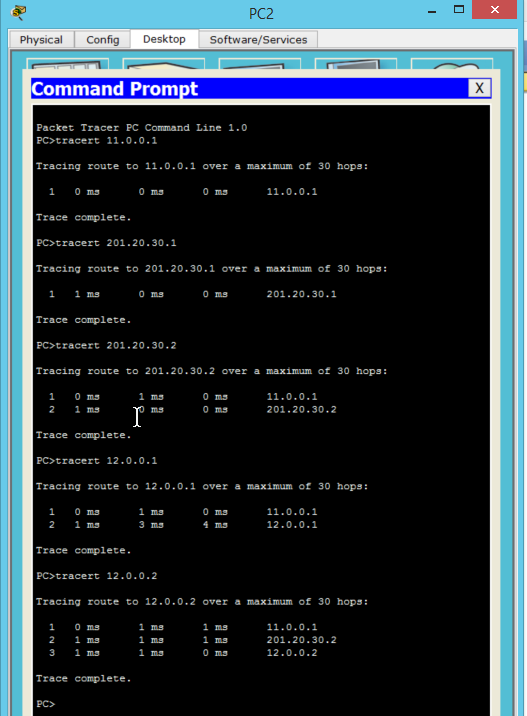 PC2
Physical Config Desktop Software/Services
Command Prompt X
Packet Tracer PC Command Line 1.0
PC>tracert 11.0.0.1
Tracing route to 11.0.0.1 over a maximum of 30 hops:
1 0 ms 0 ms 0 ms 11.0.0.1
Trace complete.
PC>tracert 201.20.30.1
Tracing route to 201.20.30.1 over a maximum of 30 hops:
1 1 ms 0 ms 0 ms 201.20.30.1
Trace complete.
PC>tracert 201.20.30.2
Tracing route to 201.20.30.2 over a maximum of 30 hops:
1 0 ms 1 ms 0 ms 11.0.0.1
2 1 ms 0 ms 0 ms 201.20.30.2
Trace complete.
PC>tracert 12.0.0.1
Tracing route to 12.0.0.1 over a maximum of 30 hops:
1 0 ms 1 ms 0 ms 11.0.0.1
2 1 ms 3 ms 4 ms 12.0.0.1
Trace complete.
PC>tracert 12.0.0.2
Tracing route to 12.0.0.2 over a maximum of 30 hops:
1 0 ms 1 ms 1 ms 11.0.0.1
2 1 ms 1 ms 1 ms 201.20.30.2
3 1 ms 1 ms 0 ms 12.0.0.2
Trace complete.
PC>